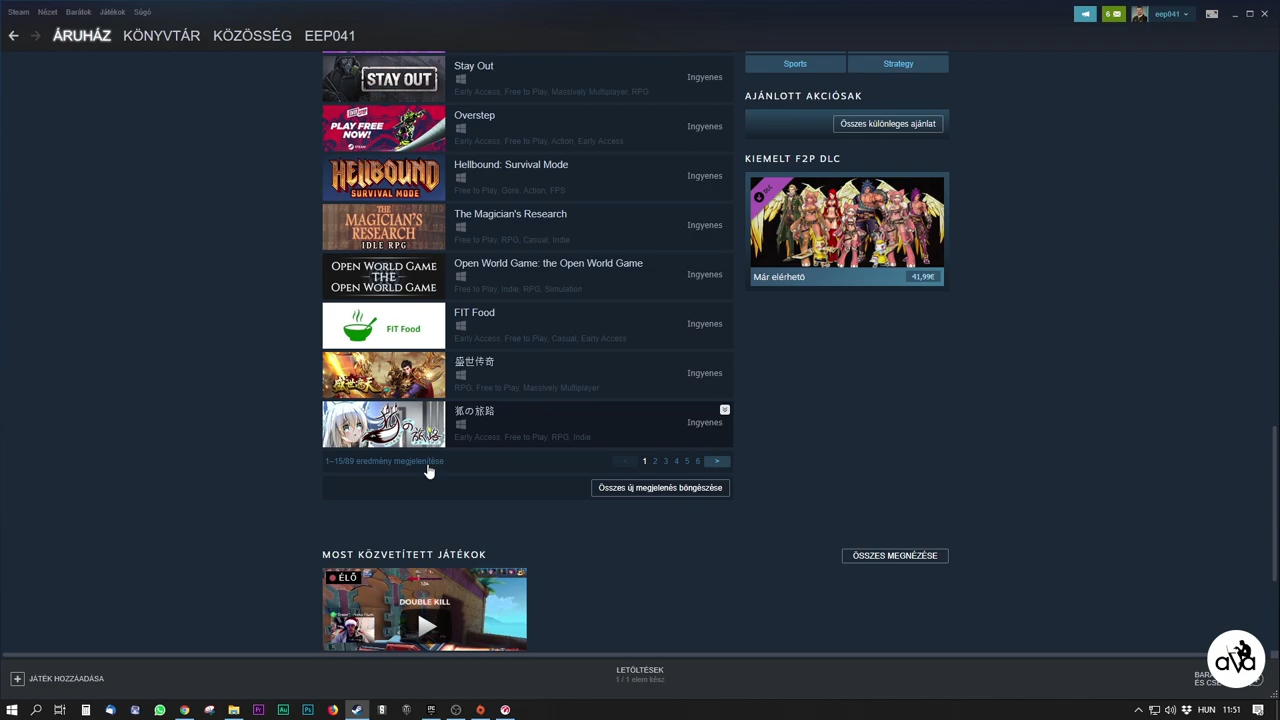 Steam Nézet Barátok Játékok Súgó
6 eep041
ÁRUHÁZ KÖNYVTÁR KÖZÖSSÉG EEP041
STAY OUT
Stay Out
Ingyenes
Early Access, Free to Play, Massively Multiplayer, RPG
PLAY FREE NOW!
STEAM
Overstep
Ingyenes
Early Access, Free to Play, Action, Early Access
HELLBOUND
SURVIVAL MODE
Hellbound: Survival Mode
Ingyenes
Free to Play, Gore, Action, FPS
THE
MAGICIAN'S
RESEARCH
IDLE RPG
The Magician's Research
Ingyenes
Free to Play, RPG, Casual, Indie
OPEN WORLD GAME
THE
OPEN WORLD GAME
Open World Game: the Open World Game
Ingyenes
Free to Play, Indie, RPG, Simulation
FIT Food
FIT Food
Ingyenes
Early Access, Free to Play, Casual, Early Access
盛世传奇
Ingyenes
RPG, Free to Play, Massively Multiplayer
狐の旅路
Ingyenes
Early Access, Free to Play, RPG, Indie
1–15/89 eredmény megjelenítése
< 1 2 3 4 5 6 >
Összes új megjelenés böngészése
Sports Strategy
AJÁNLOTT AKCIÓSAK
Összes különleges ajánlat
KIEMELT F2P DLC
DLC
Már elérhető 41,99€
MOST KÖZVETÍTETT JÁTÉKOK
ÖSSZES MEGNÉZÉSE
ÉLŐ
DOUBLE KILL
JÁTÉK HOZZÁADÁSA
LETÖLTÉSEK
1 / 1 elem kész
ava
HUN 11:51